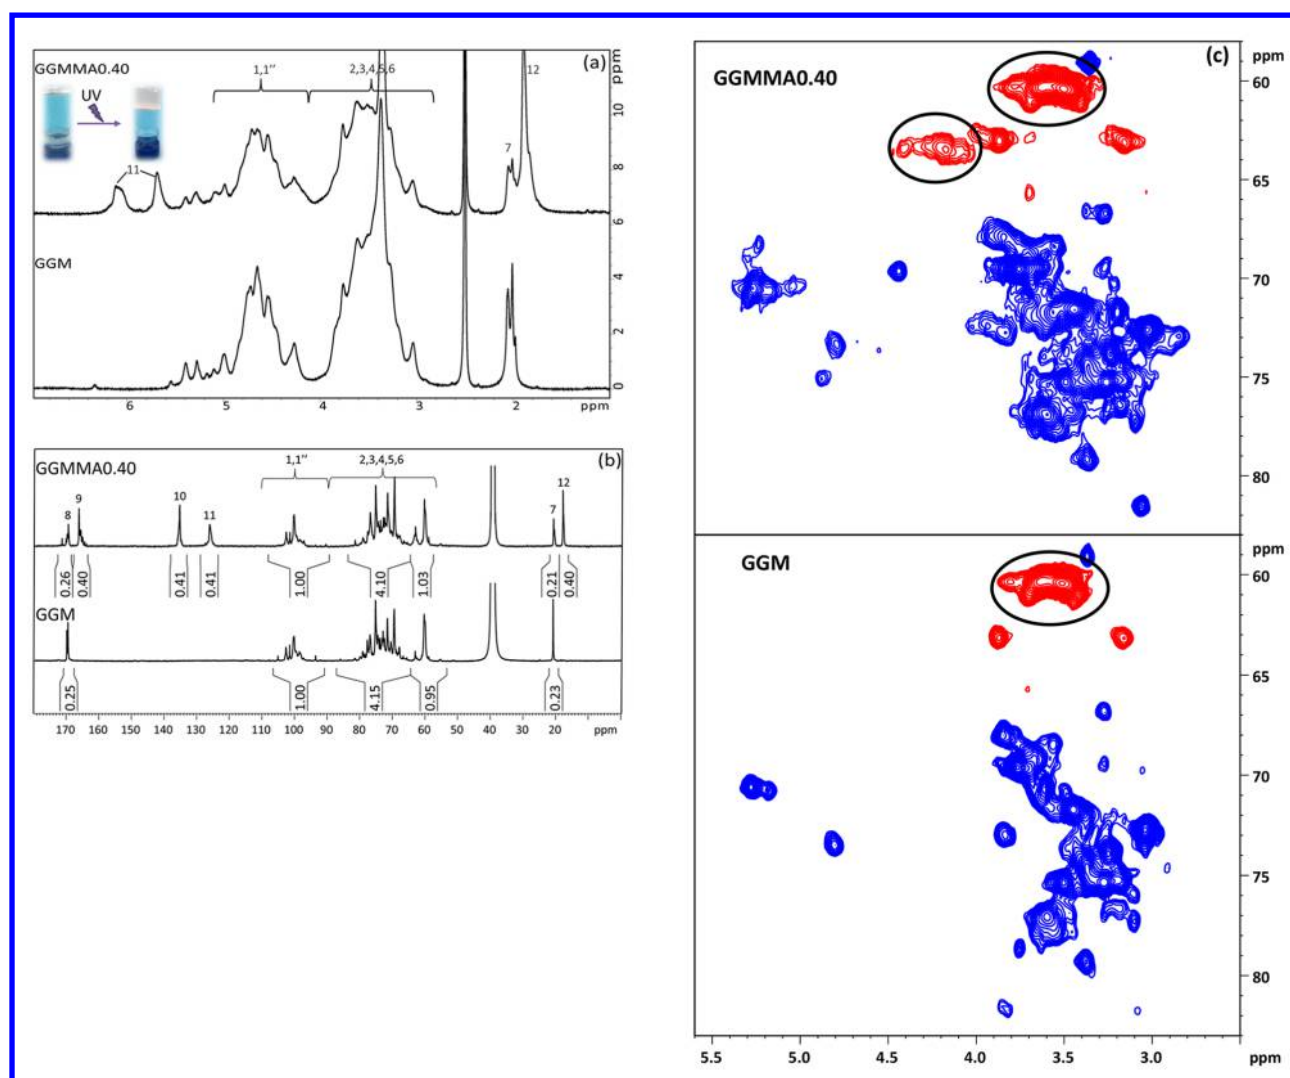 GGMMA0.40
(a)
ppm
UV
1,1’’
2,3,4,5,6
12
11
7
GGM
10
8
6
4
2
0
6 5 4 3 2
ppm
GGMMA0.40
(b)
1,1’’
2,3,4,5,6
8 9 10 11 7 12
0.26 0.40 0.41 0.41 1.00 4.10 1.03 0.21 0.40
GGM
0.25 1.00 4.15 0.95 0.23
170 160 150 140 130 120 110 100 90 80 70 60 50 40 30 20 ppm
GGMMA0.40
(c)
ppm
60
65
70
75
80
GGM
ppm
60
65
70
75
80
5.5 5.0 4.5 4.0 3.5 3.0 ppm